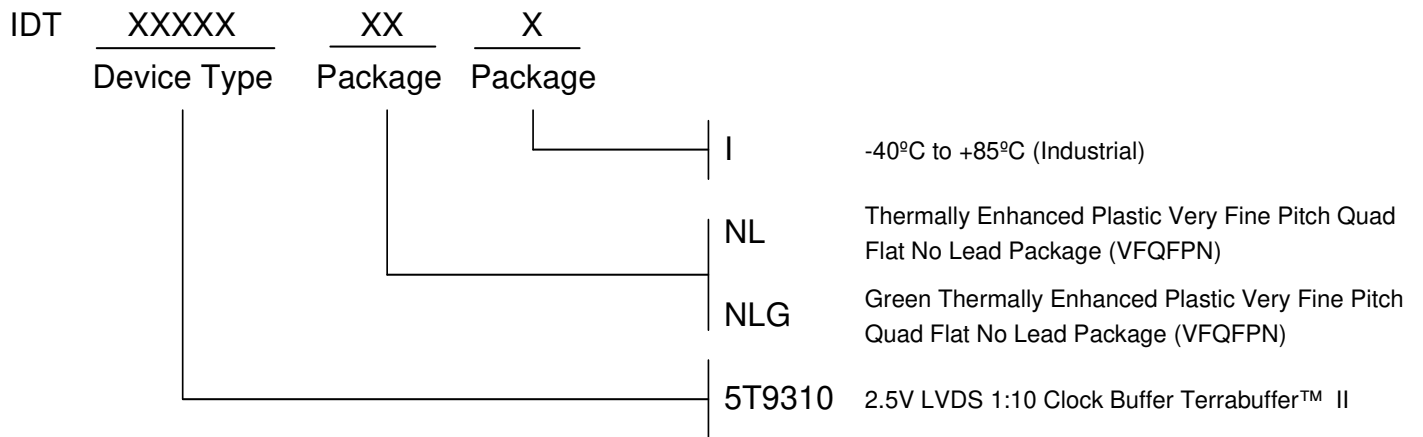 IDT XXXXX XX X
Device Type Package Package
I -40ºC to +85ºC (Industrial)
NL Thermally Enhanced Plastic Very Fine Pitch Quad
Flat No Lead Package (VFQFPN)
NLG Green Thermally Enhanced Plastic Very Fine Pitch
Quad Flat No Lead Package (VFQFPN)
5T9310 2.5V LVDS 1:10 Clock Buffer Terrabuffer™ II